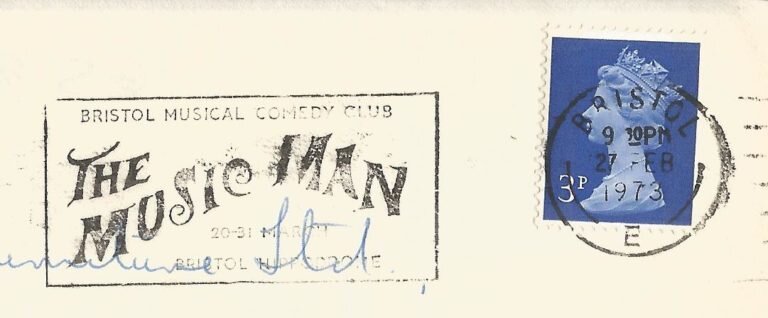 BRISTOL MUSICAL COMEDY CLUB
THE MUSIC MAN
20-31 MARCH
BRISTOL HIPPODROME
Ltd.
3P
BRISTOL
9 30PM
27 FEB
1973
E